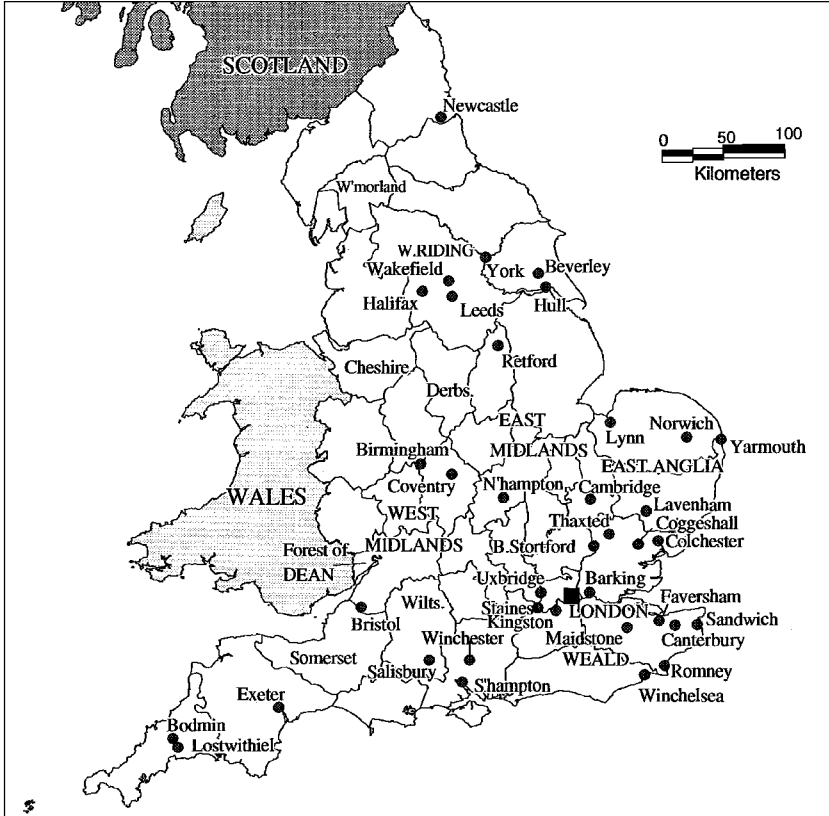 SCOTLAND
Newcastle
0 50 100
Kilometers
W'morland
W.RIDING
York
Beverley
Wakefield
Halifax
Leeds
Hull
Retford
Cheshire
Derbs.
EAST
MIDLANDS
Lynn
Norwich
Yarmouth
EAST ANGLIA
Birmingham
Coventry
N'hampton
Cambridge
WALES
WEST
MIDLANDS
Lavenham
Thaxted
Coggeshall
B.Stortford
Colchester
Forest of
DEAN
Uxbridge
Barking
Wilts.
Staines
LONDON
Faversham
Kingston
Sandwich
Bristol
Maidstone
Canterbury
Winchester
Somerset
Salisbury
WEALD
Romney
S'hampton
Winchelsea
Exeter
Bodmin
Lostwithiel